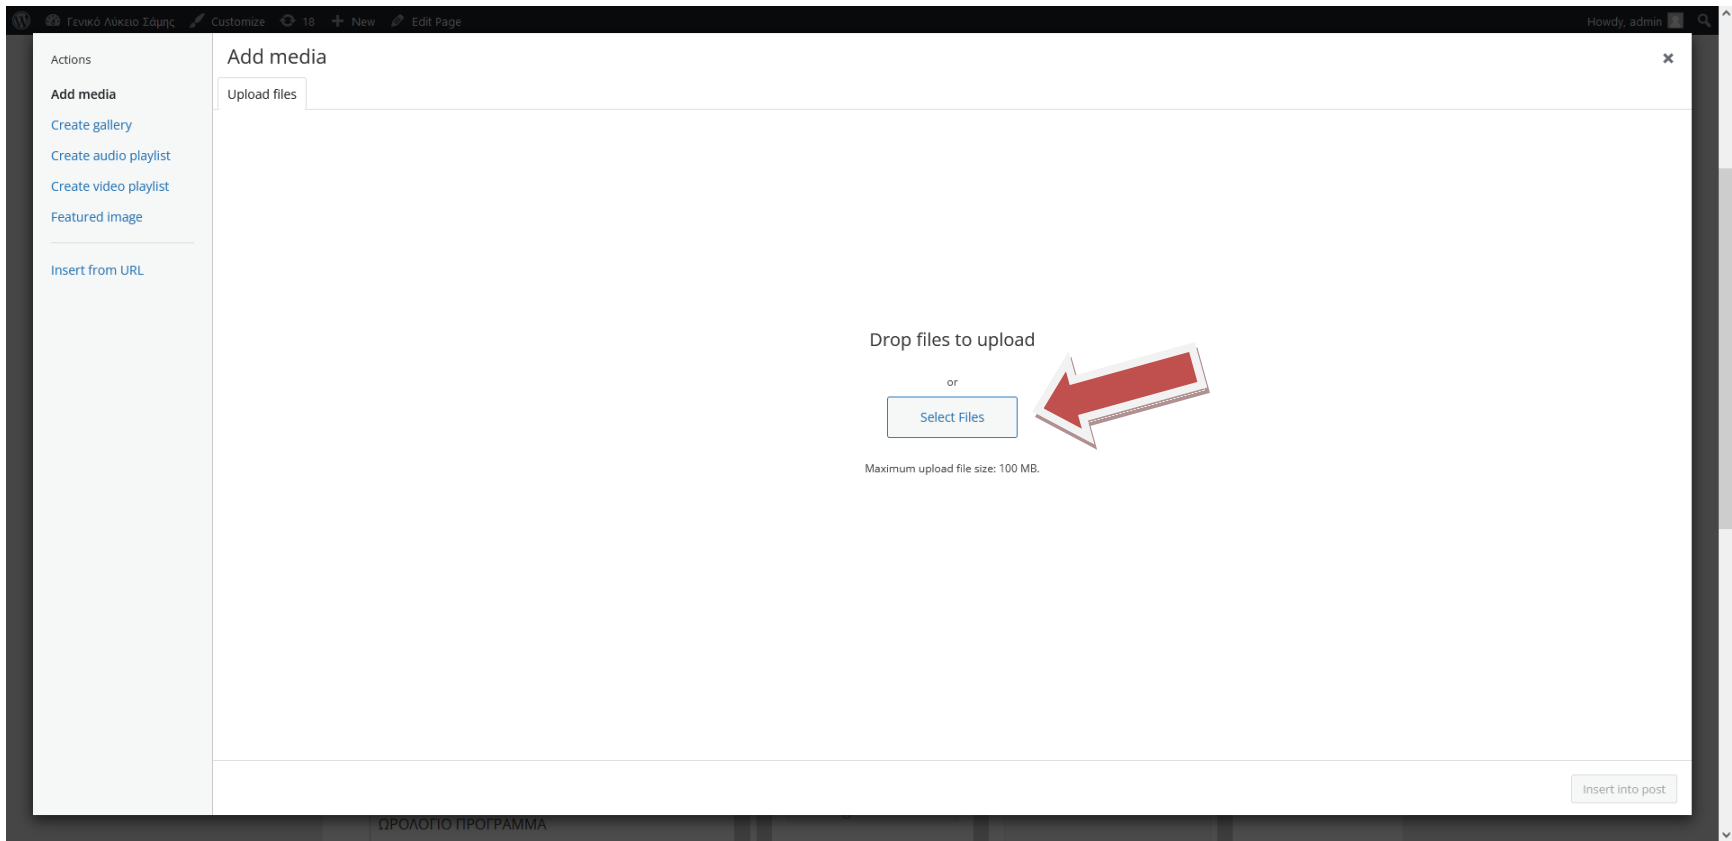 Γενικό Λύκειο Σάμης Customize 18 New Edit Page Howdy, admin
Actions
Add media
Create gallery
Create audio playlist
Create video playlist
Featured image
Insert from URL
Add media
Upload files
Drop files to upload
or
Select Files
Maximum upload file size: 100 MB.
Insert into post
ΩΡΟΛΟΓΙΟ ΠΡΟΓΡΑΜΜΑ